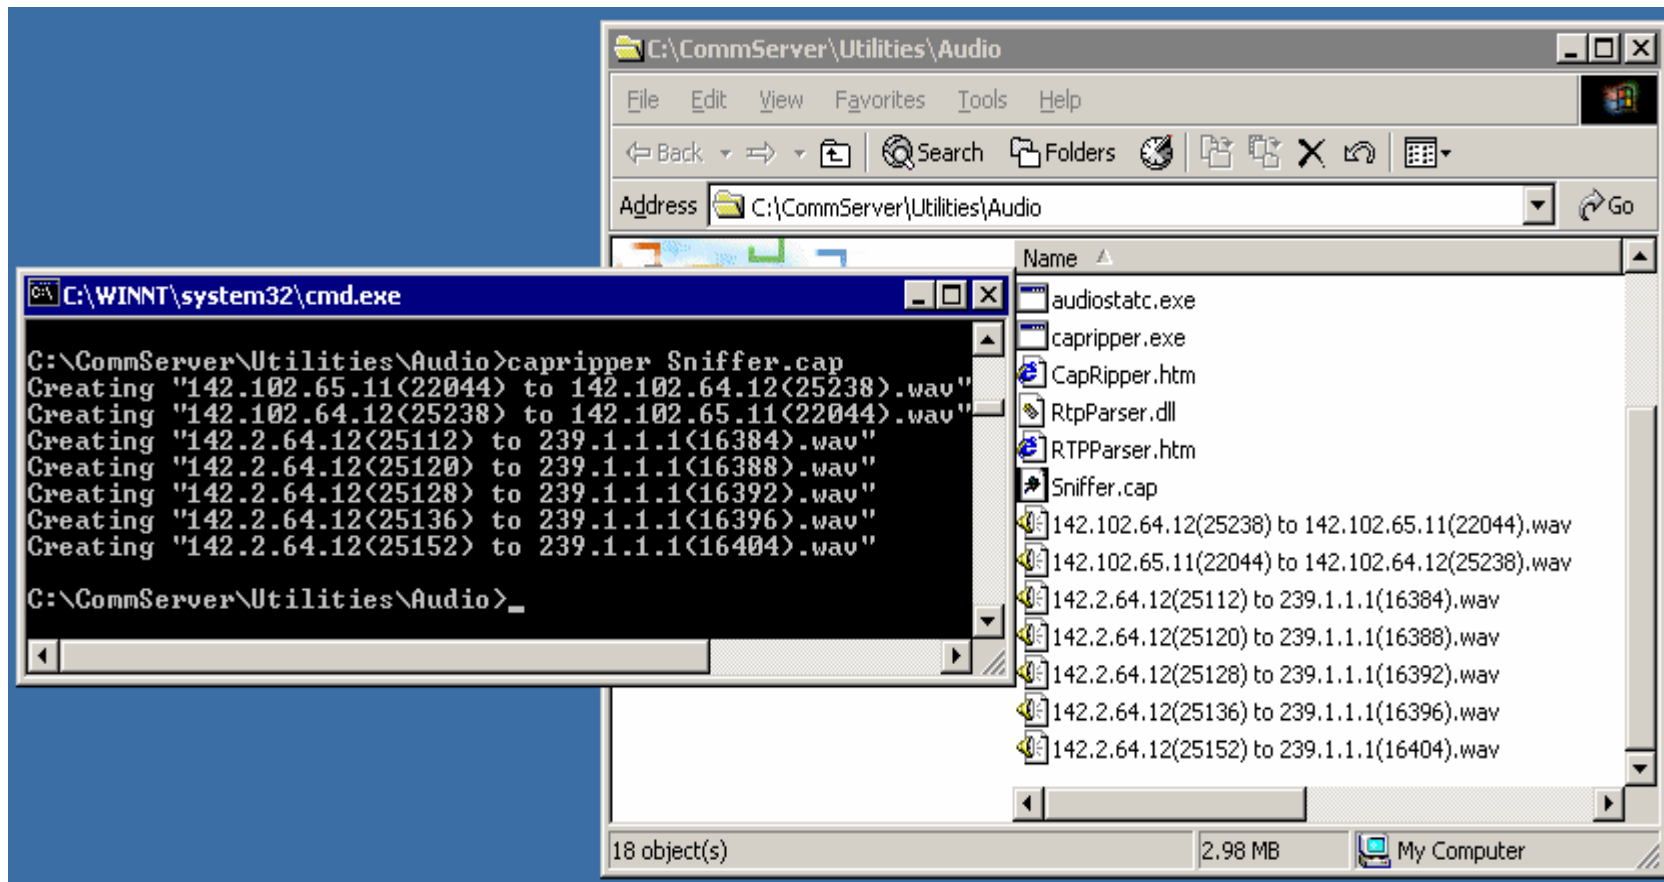 C:\CommServer\Utilities\Audio
File Edit View Favorites Tools Help
Back Search Folders
Address C:\CommServer\Utilities\Audio Go
Name
audiostatc.exe
capripper.exe
CapRipper.htm
RtpParser.dll
RTPParser.htm
Sniffer.cap
142.102.64.12(25238) to 142.102.65.11(22044).wav
142.102.65.11(22044) to 142.102.64.12(25238).wav
142.2.64.12(25112) to 239.1.1.1(16384).wav
142.2.64.12(25120) to 239.1.1.1(16388).wav
142.2.64.12(25128) to 239.1.1.1(16392).wav
142.2.64.12(25136) to 239.1.1.1(16396).wav
142.2.64.12(25152) to 239.1.1.1(16404).wav
18 object(s) 2.98 MB My Computer
C:\WINNT\system32\cmd.exe
C:\CommServer\Utilities\Audio>capripper Sniffer.cap
Creating "142.102.65.11(22044) to 142.102.64.12(25238).wav"
Creating "142.102.64.12(25238) to 142.102.65.11(22044).wav"
Creating "142.2.64.12(25112) to 239.1.1.1(16384).wav"
Creating "142.2.64.12(25120) to 239.1.1.1(16388).wav"
Creating "142.2.64.12(25128) to 239.1.1.1(16392).wav"
Creating "142.2.64.12(25136) to 239.1.1.1(16396).wav"
Creating "142.2.64.12(25152) to 239.1.1.1(16404).wav"
C:\CommServer\Utilities\Audio>_